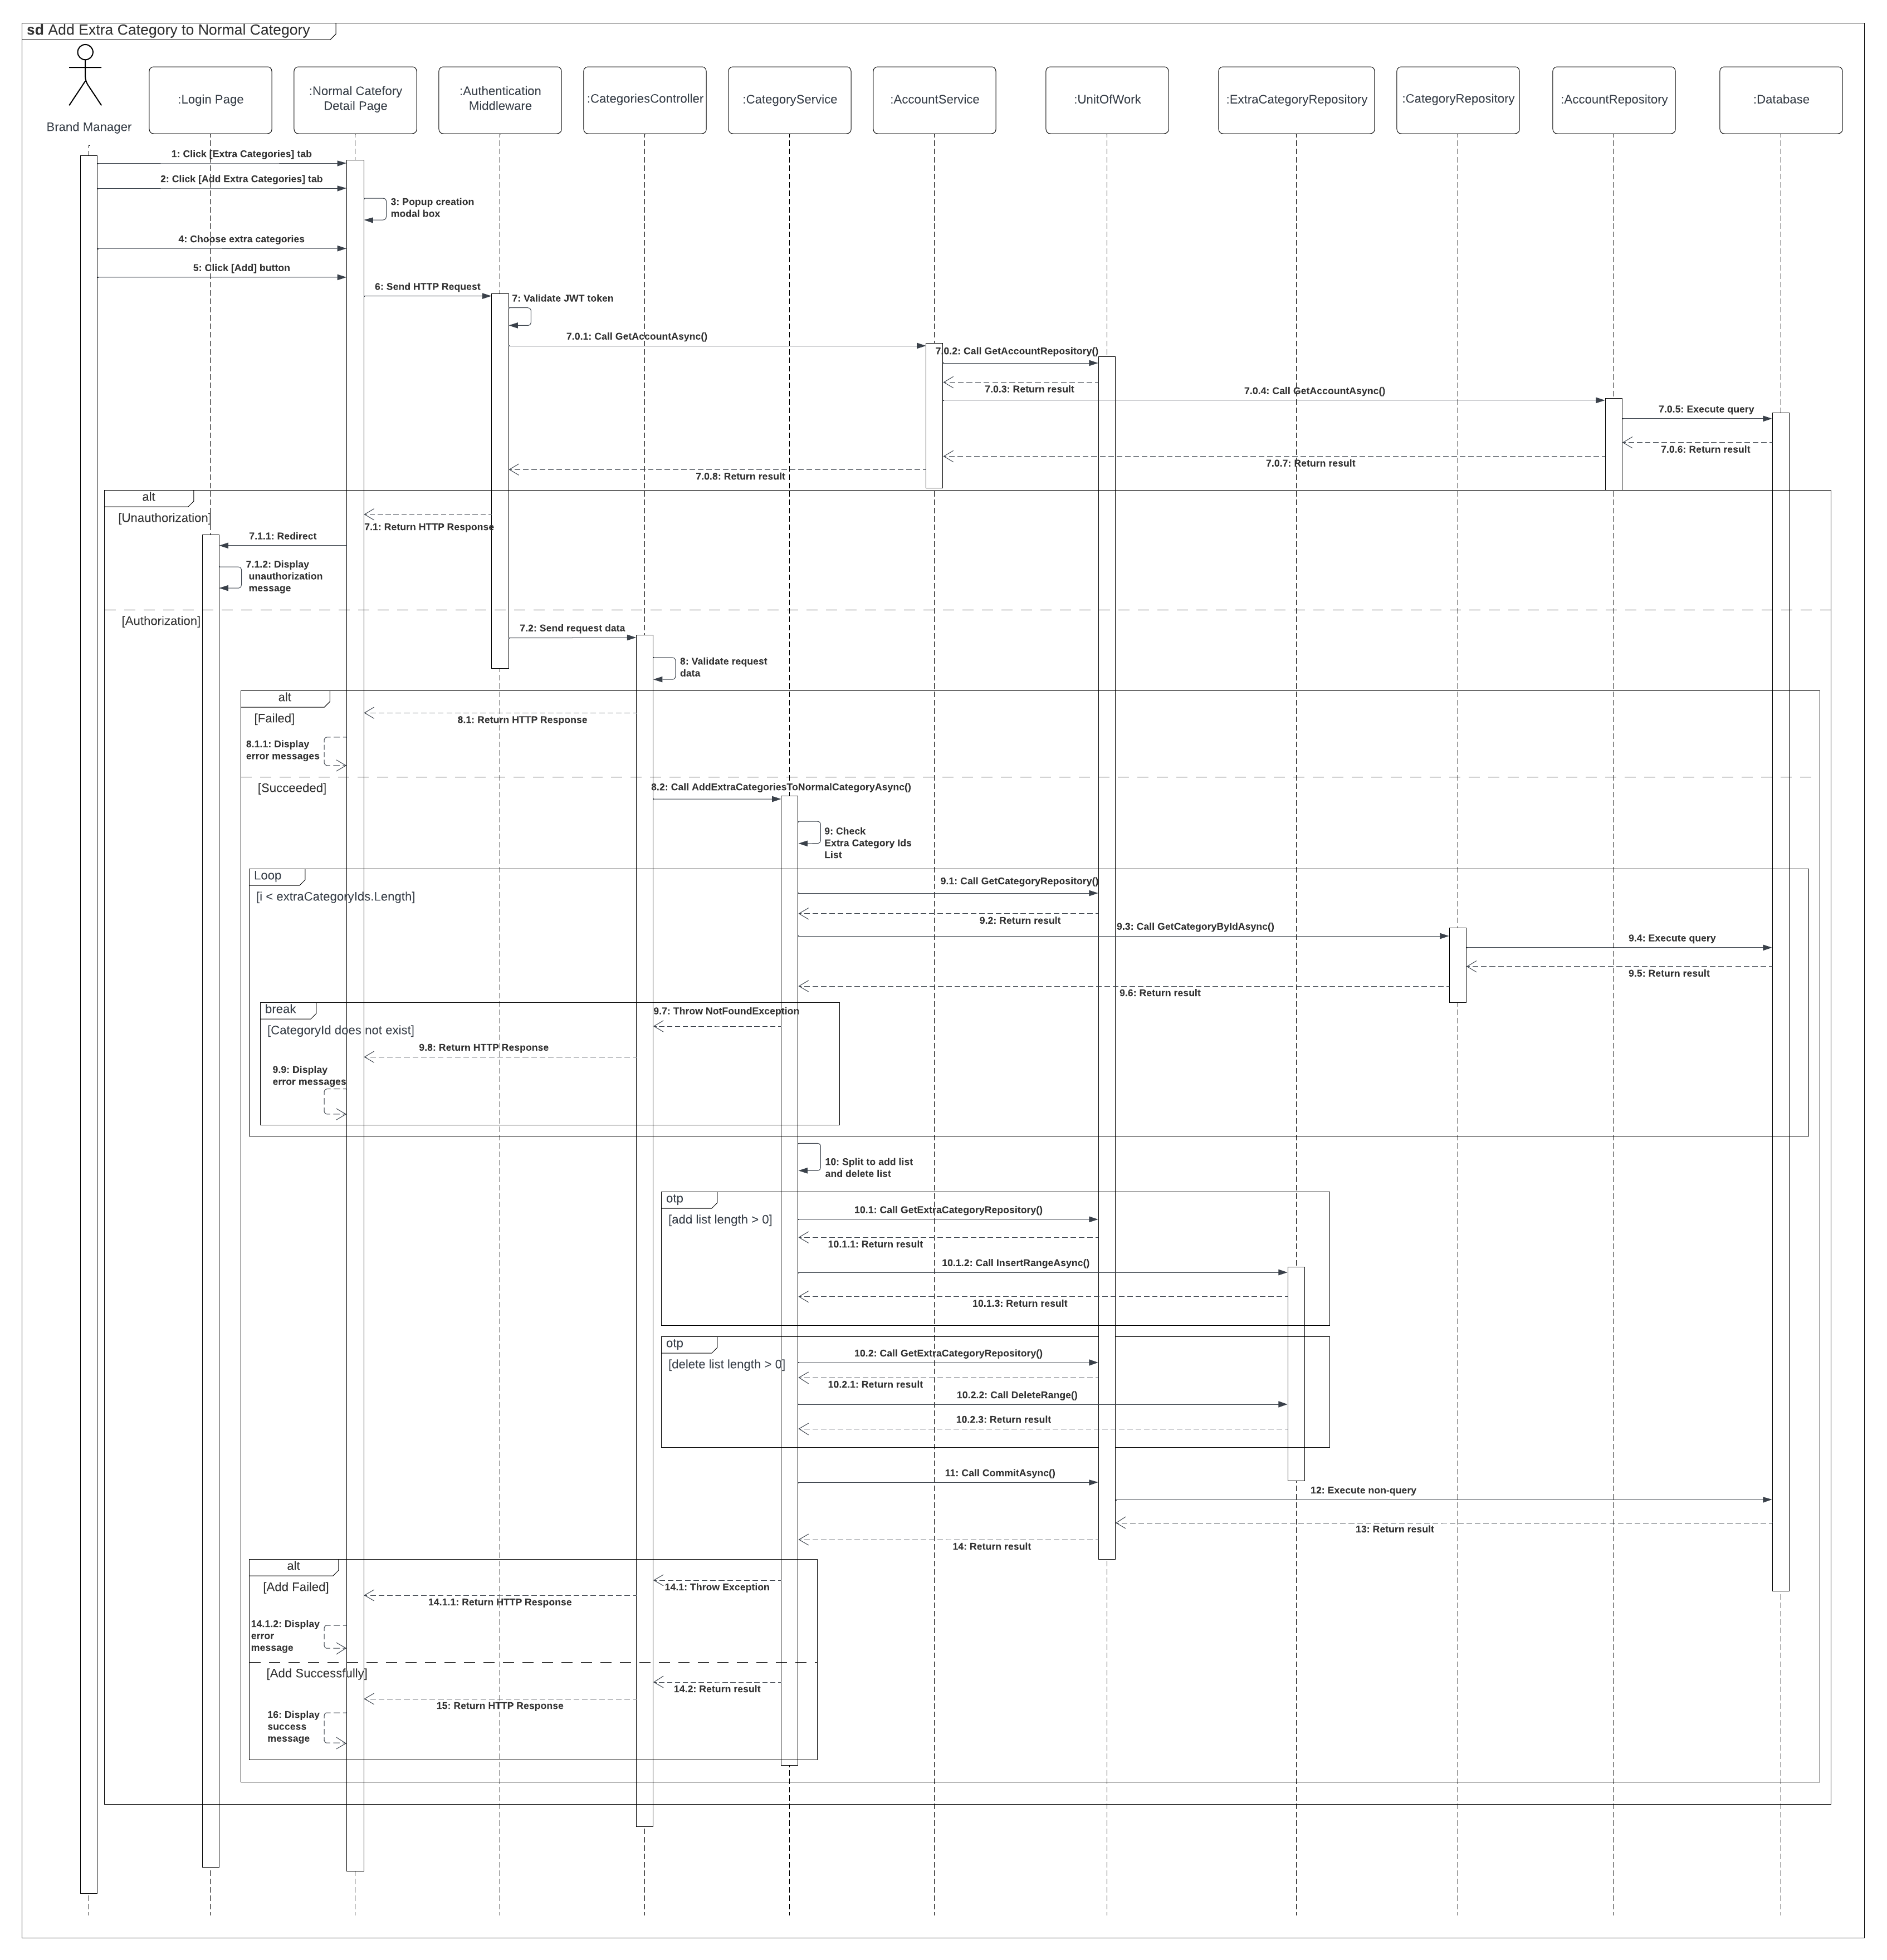 sd Add Extra Category to Normal Category
Brand Manager
:Login Page
:Normal Catefory
Detail Page
:Authentication
Middleware
:CategoriesController
:CategoryService
:AccountService
:UnitOfWork
:ExtraCategoryRepository
:CategoryRepository
:AccountRepository
:Database
1: Click [Extra Categories] tab
2: Click [Add Extra Categories] tab
3: Popup creation
modal box
4: Choose extra categories
5: Click [Add] button
6: Send HTTP Request
7: Validate JWT token
7.0.1: Call GetAccountAsync()
7.0.2: Call GetAccountRepository()
7.0.3: Return result
7.0.4: Call GetAccountAsync()
7.0.5: Execute query
7.0.6: Return result
7.0.7: Return result
7.0.8: Return result
alt
[Unauthorization]
7.1: Return HTTP Response
7.1.1: Redirect
7.1.2: Display
unauthorization
message
[Authorization]
7.2: Send request data
8: Validate request
data
alt
[Failed]
8.1: Return HTTP Response
8.1.1: Display
error messages
[Succeeded]
8.2: Call AddExtraCategoriesToNormalCategoryAsync()
9: Check
Extra Category Ids
List
Loop
[i < extraCategoryIds.Length]
9.1: Call GetCategoryRepository()
9.2: Return result
9.3: Call GetCategoryByIdAsync()
9.4: Execute query
9.5: Return result
9.6: Return result
break
[CategoryId does not exist]
9.7: Throw NotFoundException
9.8: Return HTTP Response
9.9: Display
error messages
10: Split to add list
and delete list
otp
[add list length > 0]
10.1: Call GetExtraCategoryRepository()
10.1.1: Return result
10.1.2: Call InsertRangeAsync()
10.1.3: Return result
otp
[delete list length > 0]
10.2: Call GetExtraCategoryRepository()
10.2.1: Return result
10.2.2: Call DeleteRange()
10.2.3: Return result
11: Call CommitAsync()
12: Execute non-query
13: Return result
14: Return result
alt
[Add Failed]
14.1: Throw Exception
14.1.1: Return HTTP Response
14.1.2: Display
error
message
[Add Successfully]
14.2: Return result
15: Return HTTP Response
16: Display
success
message